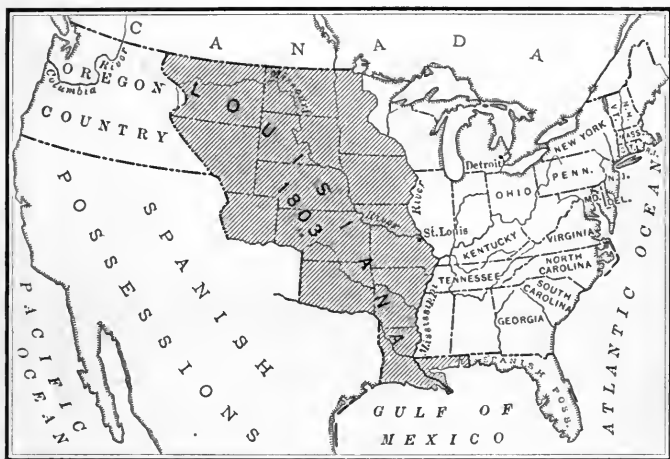 CANADA
OREGON
COUNTRY
Columbia River
LOUISIANA
1803
Missouri
River
River
Mississippi
St.Louis
Detroit
NEW YORK
MASS.
PENN.
N.J.
OHIO
MD.
DEL.
KENTUCKY
VIRGINIA
TENNESSEE
NORTH
CAROLINA
SOUTH
CAROLINA
GEORGIA
SPANISH
POSSESSIONS
SPANISH POSS.
PACIFIC
OCEAN
GULF OF
MEXICO
ATLANTIC OCEAN